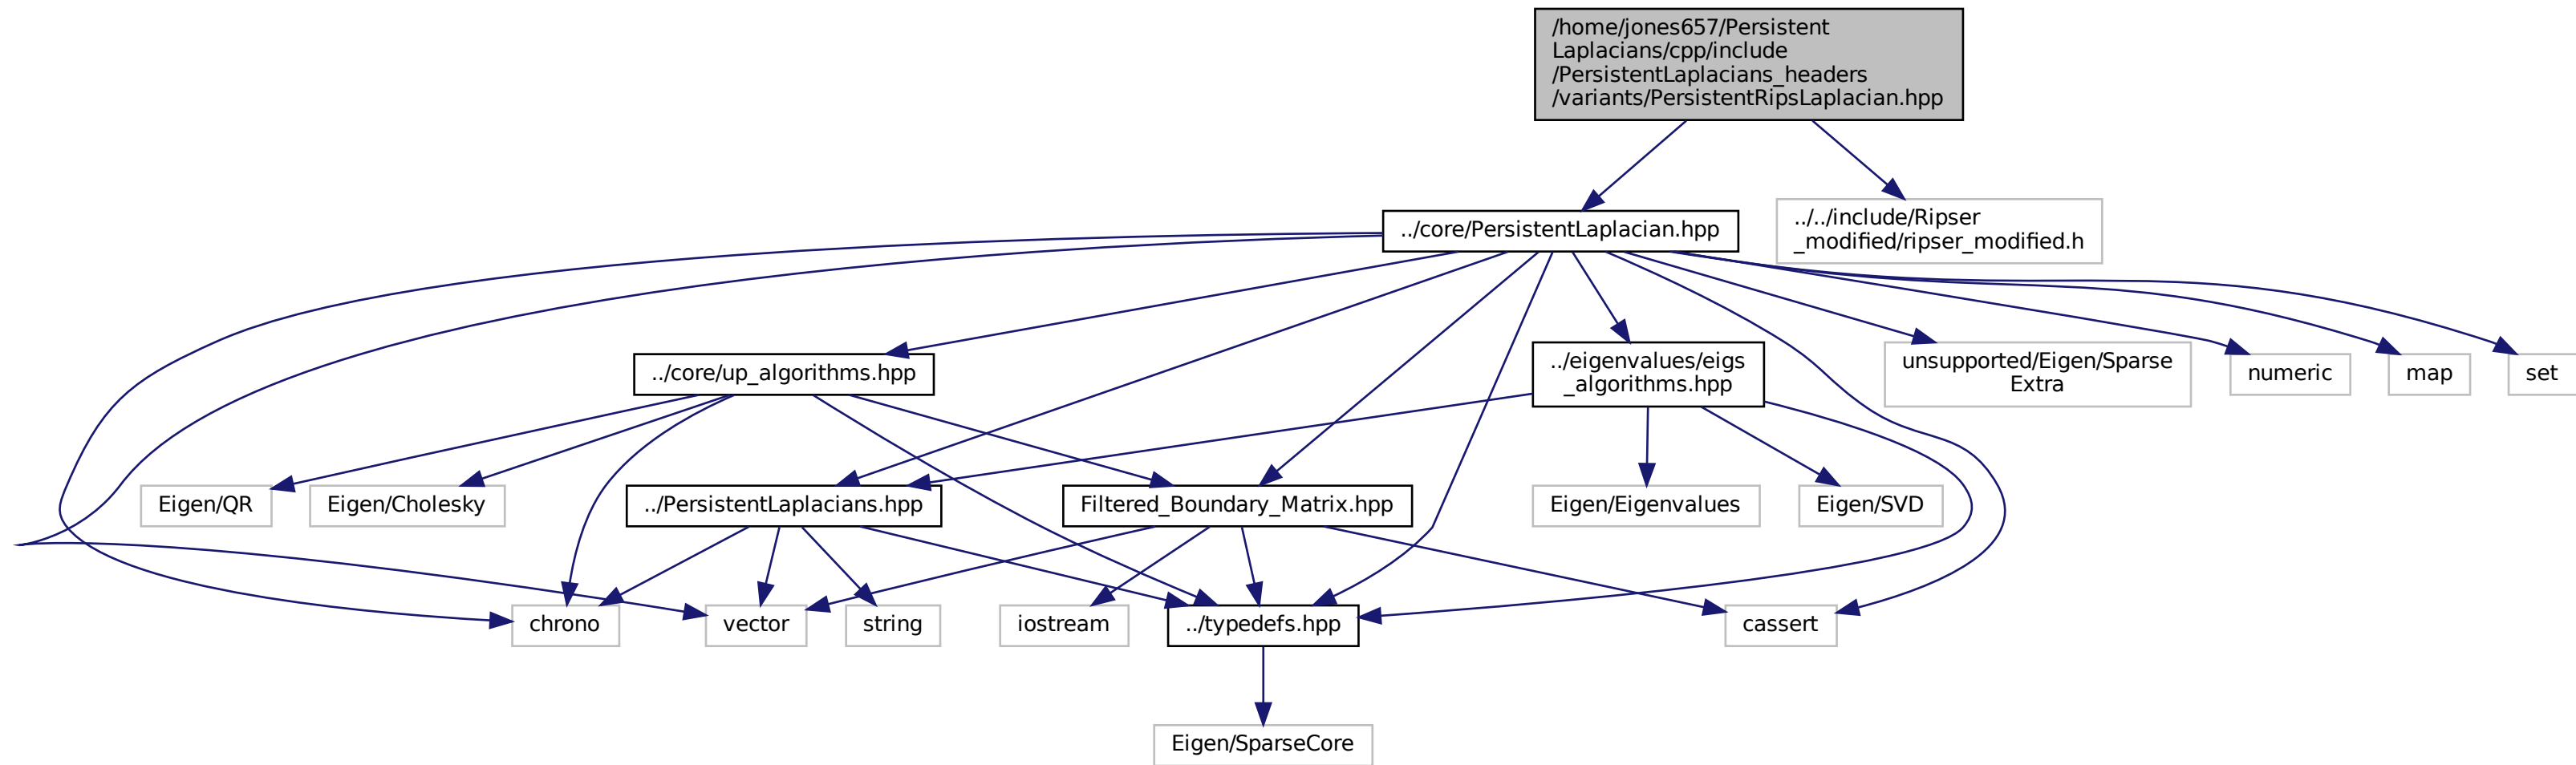 /home/jones657/Persistent
Laplacians/cpp/include
/PersistentLaplacians_headers
/variants/PersistentRipsLaplacian.hpp
../core/PersistentLaplacian.hpp
../../include/Ripser
_modified/ripser_modified.h
../core/up_algorithms.hpp
../eigenvalues/eigs
_algorithms.hpp
unsupported/Eigen/Sparse
Extra
numeric
map
set
Eigen/QR
Eigen/Cholesky
../PersistentLaplacians.hpp
Filtered_Boundary_Matrix.hpp
Eigen/Eigenvalues
Eigen/SVD
chrono
vector
string
iostream
../typedefs.hpp
cassert
Eigen/SparseCore